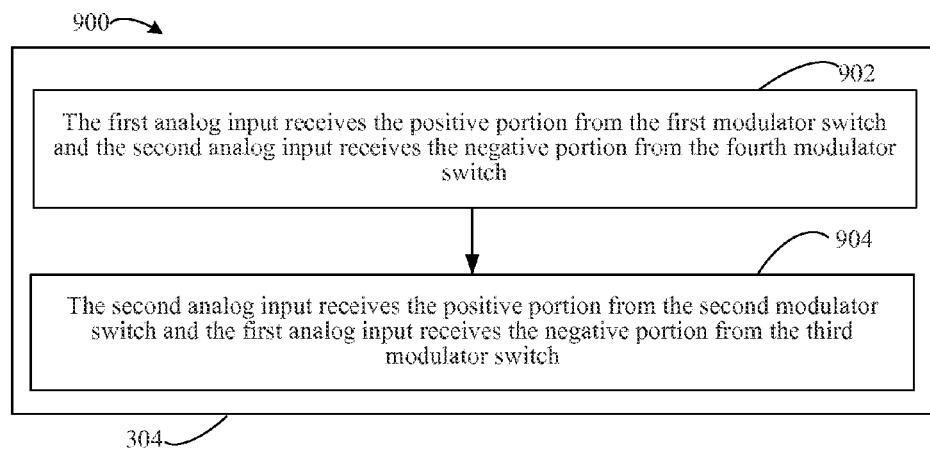 900
902
The first analog input receives the positive portion from the first modulator switch
and the second analog input receives the negative portion from the fourth modulator
switch
904
The second analog input receives the positive portion from the second modulator
switch and the first analog input receives the negative portion from the third
modulator switch
304